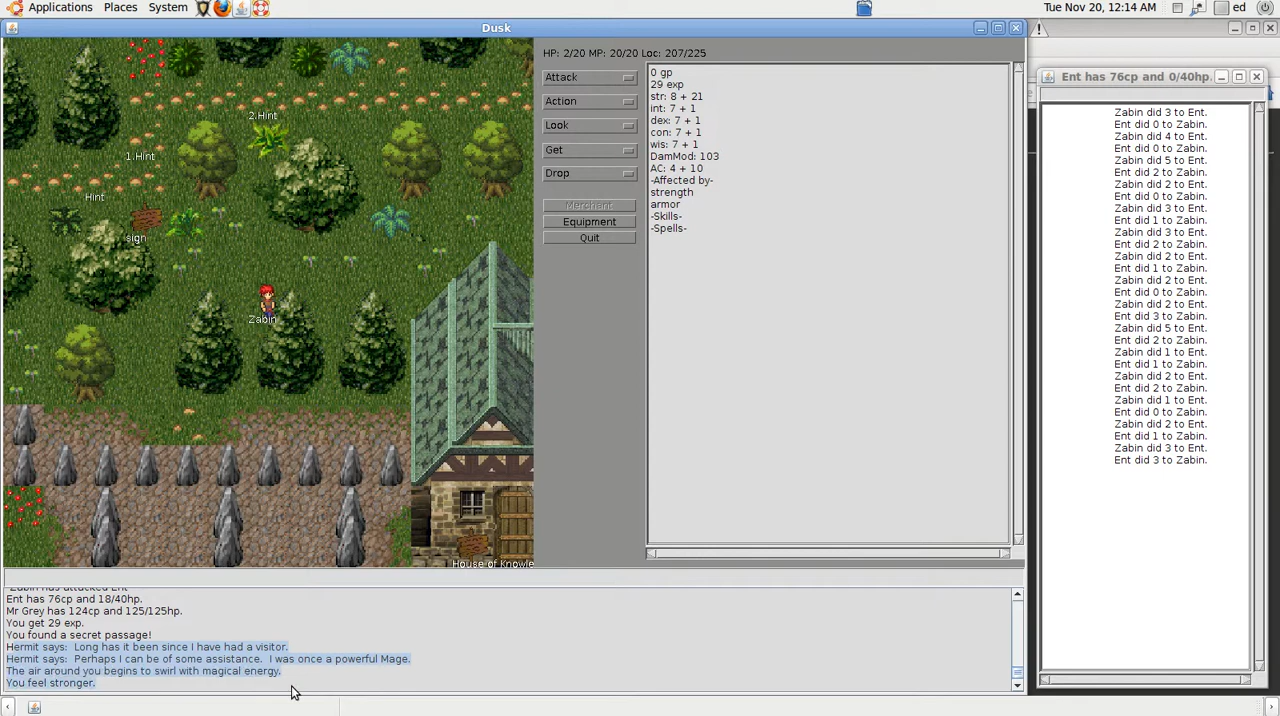 Applications Places System
Tue Nov 20, 12:14 AM
ed
Dusk
2.Hint
1.Hint
Hint
sign
Zabin
House of Knowle
HP: 2/20 MP: 20/20 Loc: 207/225
Attack
Action
Look
Get
Drop
Merchant
Equipment
Quit
0 gp
29 exp
str: 8 + 21
int: 7 + 1
dex: 7 + 1
con: 7 + 1
wis: 7 + 1
DamMod: 103
AC: 4 + 10
-Affected by-
strength
armor
-Skills-
-Spells-
Zabin has attacked Ent
Ent has 76cp and 18/40hp.
Mr Grey has 124cp and 125/125hp.
You get 29 exp.
You found a secret passage!
Hermit says: Long has it been since I have had a visitor.
Hermit says: Perhaps I can be of some assistance. I was once a powerful Mage.
The air around you begins to swirl with magical energy.
You feel stronger.
Ent has 76cp and 0/40hp.
Zabin did 3 to Ent.
Ent did 0 to Zabin.
Zabin did 4 to Ent.
Ent did 0 to Zabin.
Zabin did 5 to Ent.
Ent did 2 to Zabin.
Zabin did 2 to Ent.
Ent did 0 to Zabin.
Zabin did 3 to Ent.
Ent did 1 to Zabin.
Zabin did 3 to Ent.
Ent did 2 to Zabin.
Zabin did 2 to Ent.
Ent did 1 to Zabin.
Zabin did 2 to Ent.
Ent did 0 to Zabin.
Zabin did 2 to Ent.
Ent did 3 to Zabin.
Zabin did 5 to Ent.
Ent did 2 to Zabin.
Zabin did 1 to Ent.
Ent did 1 to Zabin.
Zabin did 2 to Ent.
Ent did 2 to Zabin.
Zabin did 1 to Ent.
Ent did 0 to Zabin.
Zabin did 2 to Ent.
Ent did 1 to Zabin.
Zabin did 3 to Ent.
Ent did 3 to Zabin.